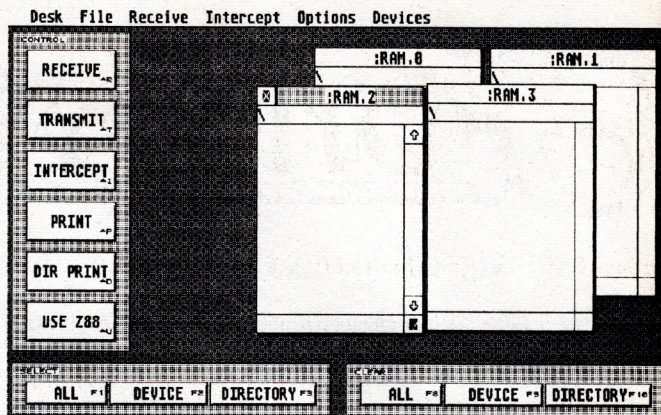 Desk File Receive Intercept Options Devices
CONTROL
RECEIVE ^R
TRANSMIT ^T
INTERCEPT ^I
PRINT ^P
DIR PRINT ^D
USE Z88 ^C
:RAM.0
\
:RAM.1
\
:RAM.2
\
:RAM.3
\
SELECT
ALL F1 DEVICE F2 DIRECTORY F3
CLEAR
ALL F8 DEVICE F9 DIRECTORY F10